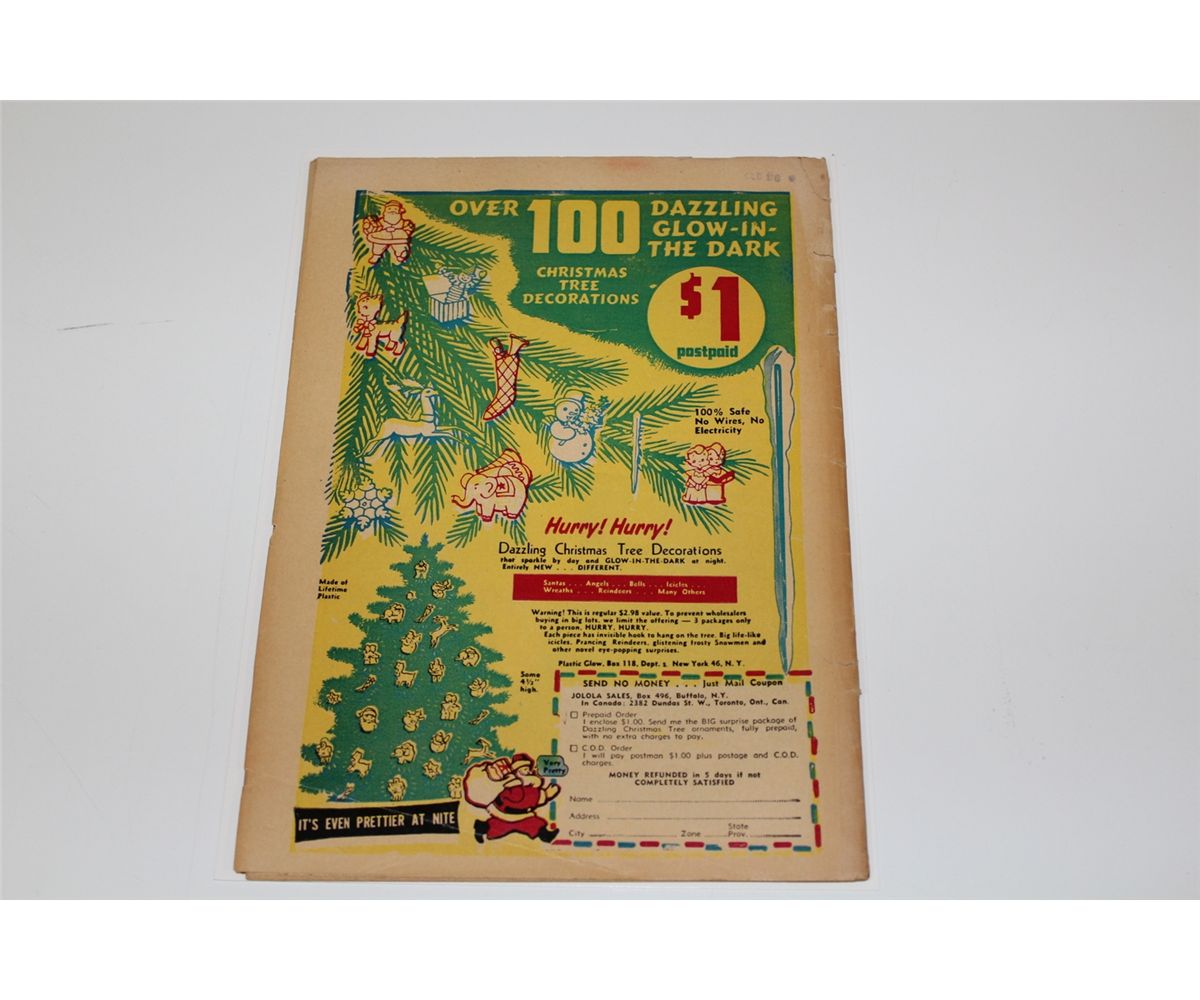 OVER 100 DAZZLING
GLOW-IN-
THE DARK
CHRISTMAS
TREE
DECORATIONS
$1
postpaid
100% Safe
No Wires, No
Electricity
Hurry! Hurry!
Dazzling Christmas Tree Decorations
that sparkle by day and GLOW-IN-THE-DARK at night.
Entirely NEW . . . DIFFERENT.
Santas . . . Angels . . . Bells . . . Icicles . . .
Wreaths . . . Reindeers . . . Many Others
Made of
Lifetime
Plastic
Warning! This is regular $2.98 value. To prevent wholesalers
buying in big lots, we limit the offering — 3 packages only
to a person. HURRY, HURRY.
Each piece has invisible hook to hang on the tree. Big life-like
icicles, Prancing Reindeers, glistening frosty Snowmen and
other novel eye-popping surprises.
Plastic Glow, Box 118, Dept. New York 46, N. Y.
Some
4½"
high.
SEND NO MONEY . . . Just Mail Coupon
JOLOLA SALES, Box 496, Buffalo, N.Y.
In Canada: 2382 Dundas St. W., Toronto, Ont., Can.
Prepaid Order
I enclose $1.00. Send me the BIG surprise package of
Dazzling Christmas Tree ornaments, fully prepaid,
with no extra charges to pay.
C.O.D. Order
I will pay postman $1.00 plus postage and C.O.D.
charges.
MONEY REFUNDED in 5 days if not
COMPLETELY SATISFIED
Name
Address
City Zone State
Prov.
Very
Pretty
IT'S EVEN PRETTIER AT NITE